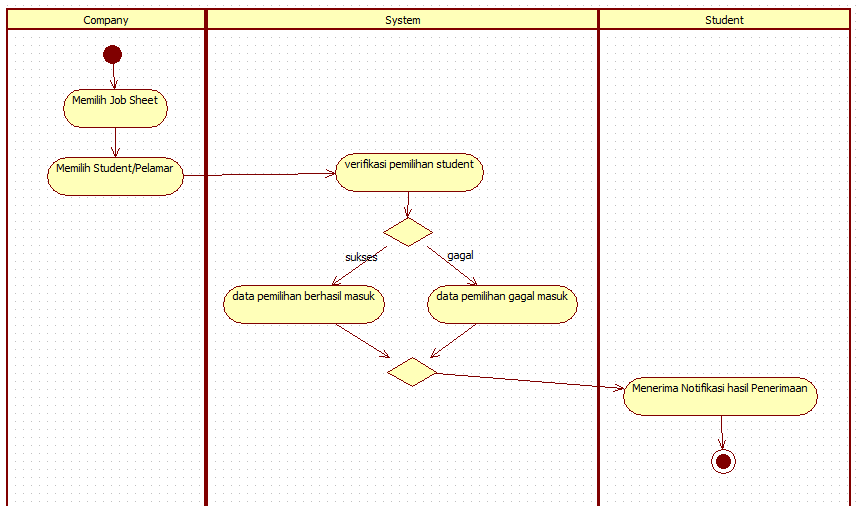 Company
System
Student
Memilih Job Sheet
Memilih Student/Pelamar
verifikasi pemilihan student
sukses
gagal
data pemilihan berhasil masuk
data pemilihan gagal masuk
Menerima Notifikasi hasil Penerimaan